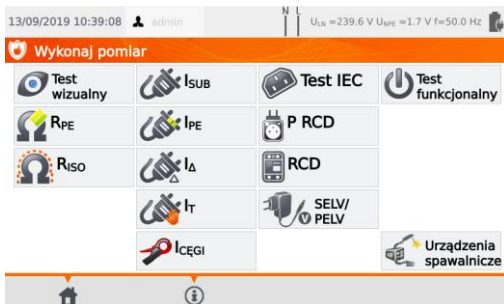 13/09/2019 10:39:08 admin N L U_LN =239.6 V U_NPE =1.7 V f=50.0 Hz
Wykonaj pomiar
Test wizualny
I_SUB
Test IEC
Test funkcjonalny
R_PE
I_PE
P RCD
R_ISO
I_Δ
RCD
I_T
SELV/ PELV
I_CĘGI
Urządzenia spawalnicze